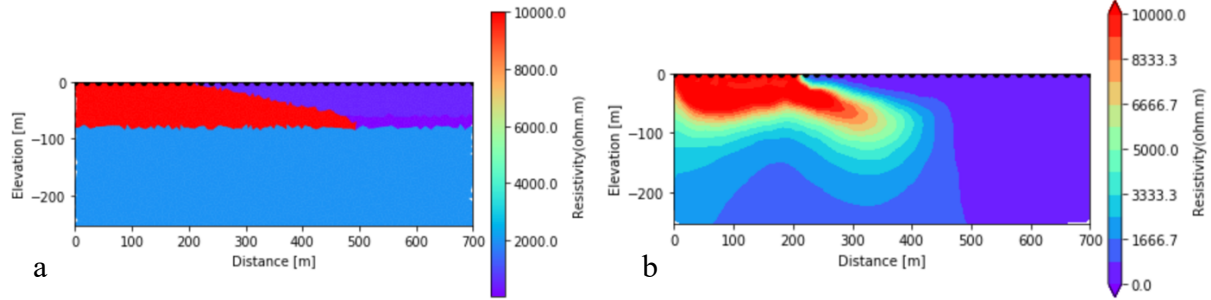 10000.0
8000.0
6000.0
4000.0
2000.0
Resistivity(ohm.m)
0
−100
−200
Elevation [m]
0 100 200 300 400 500 600 700
Distance [m]
a
10000.0
8333.3
6666.7
5000.0
3333.3
1666.7
0.0
Resistivity(ohm.m)
0
−100
−200
Elevation [m]
0 100 200 300 400 500 600 700
Distance [m]
b